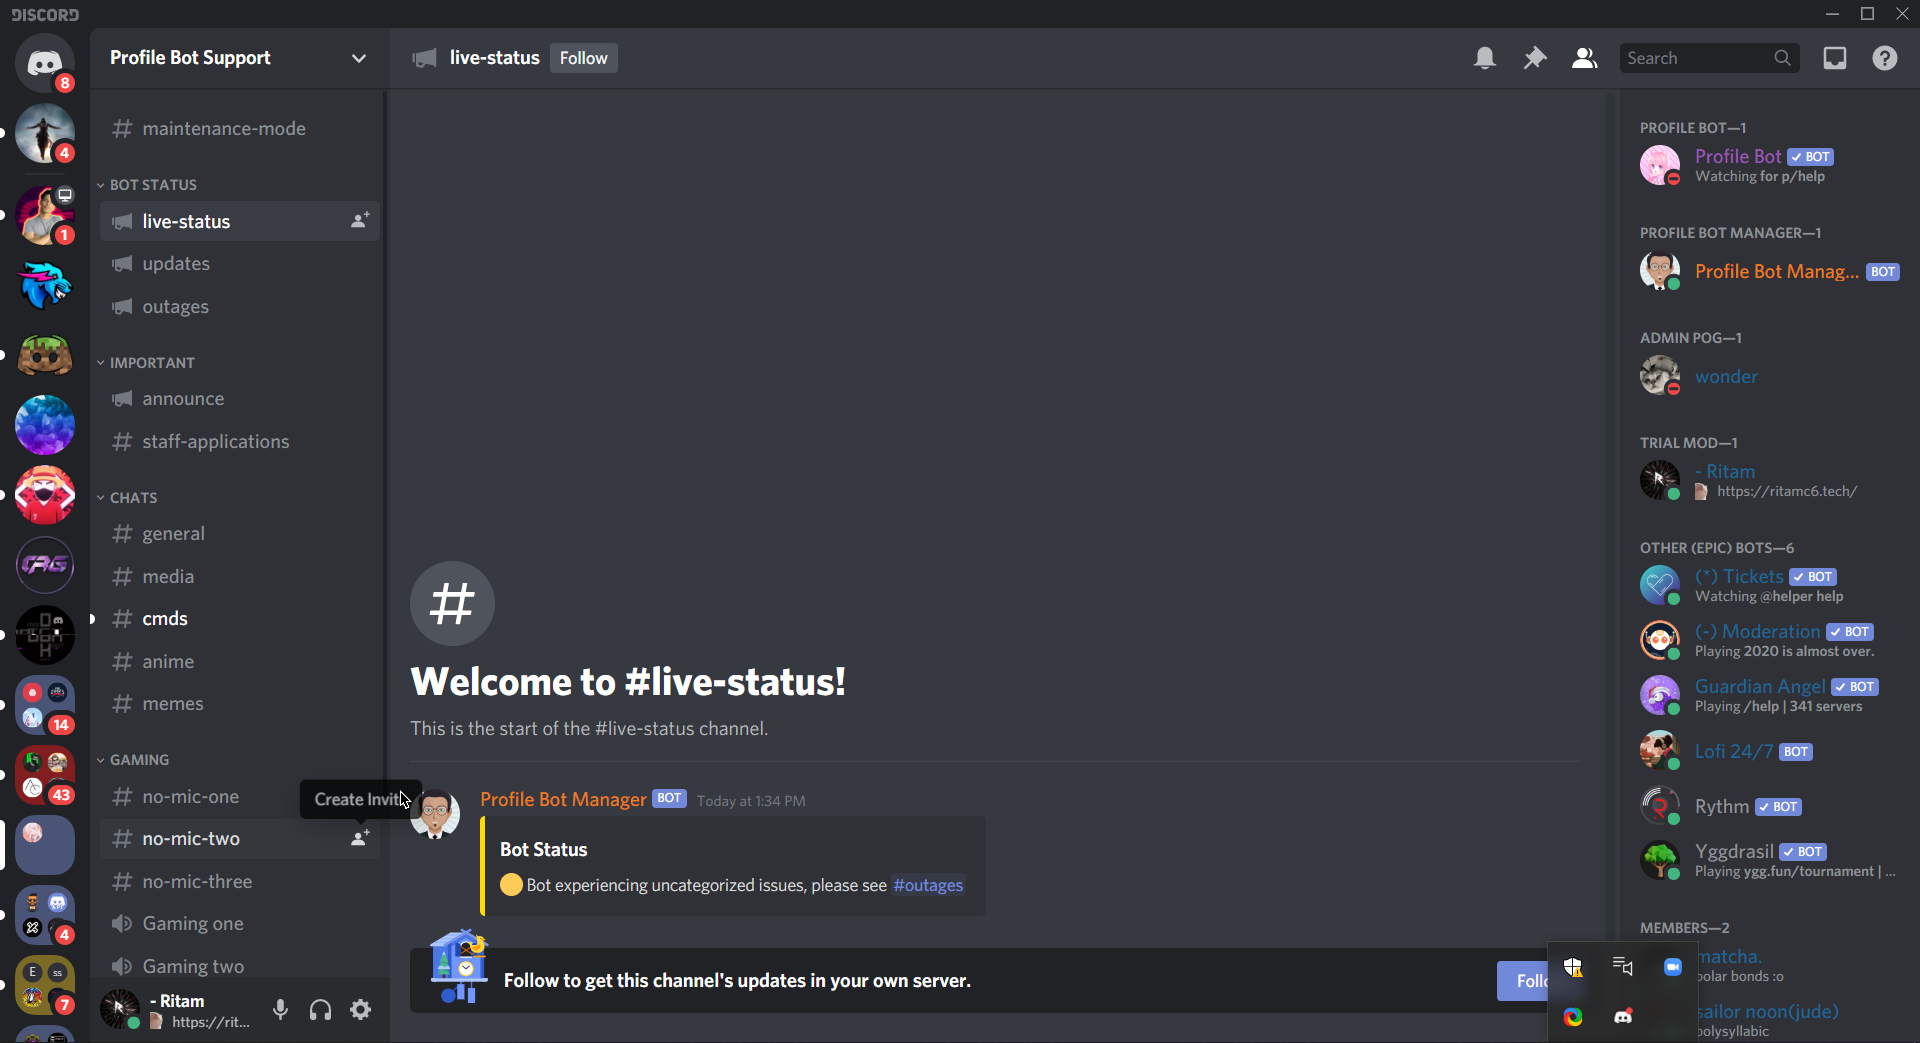 DISCORD
Profile Bot Support
live-status
Follow
Search
8
4
1
14
43
4
E
ss
7
maintenance-mode
BOT STATUS
live-status
updates
outages
IMPORTANT
announce
staff-applications
CHATS
general
media
cmds
anime
memes
GAMING
no-mic-one
Create Invit
no-mic-two
no-mic-three
Gaming one
Gaming two
- Ritam
https://rit...
#
Welcome to #live-status!
This is the start of the #live-status channel.
Profile Bot Manager BOT Today at 1:34 PM
Bot Status
Bot experiencing uncategorized issues, please see #outages
Follow to get this channel's updates in your own server.
Follo
PROFILE BOT—1
Profile Bot ✓ BOT
Watching for p/help
PROFILE BOT MANAGER—1
Profile Bot Manag... BOT
ADMIN POG—1
wonder
TRIAL MOD—1
- Ritam
https://ritamc6.tech/
OTHER (EPIC) BOTS—6
(*) Tickets ✓ BOT
Watching @helper help
(-) Moderation ✓ BOT
Playing 2020 is almost over.
Guardian Angel ✓ BOT
Playing /help | 341 servers
Lofi 24/7 BOT
Rythm ✓ BOT
Yggdrasil ✓ BOT
Playing ygg.fun/tournament | ...
MEMBERS—2
matcha.
polar bonds :o
sailor noon(jude)
polysyllabic